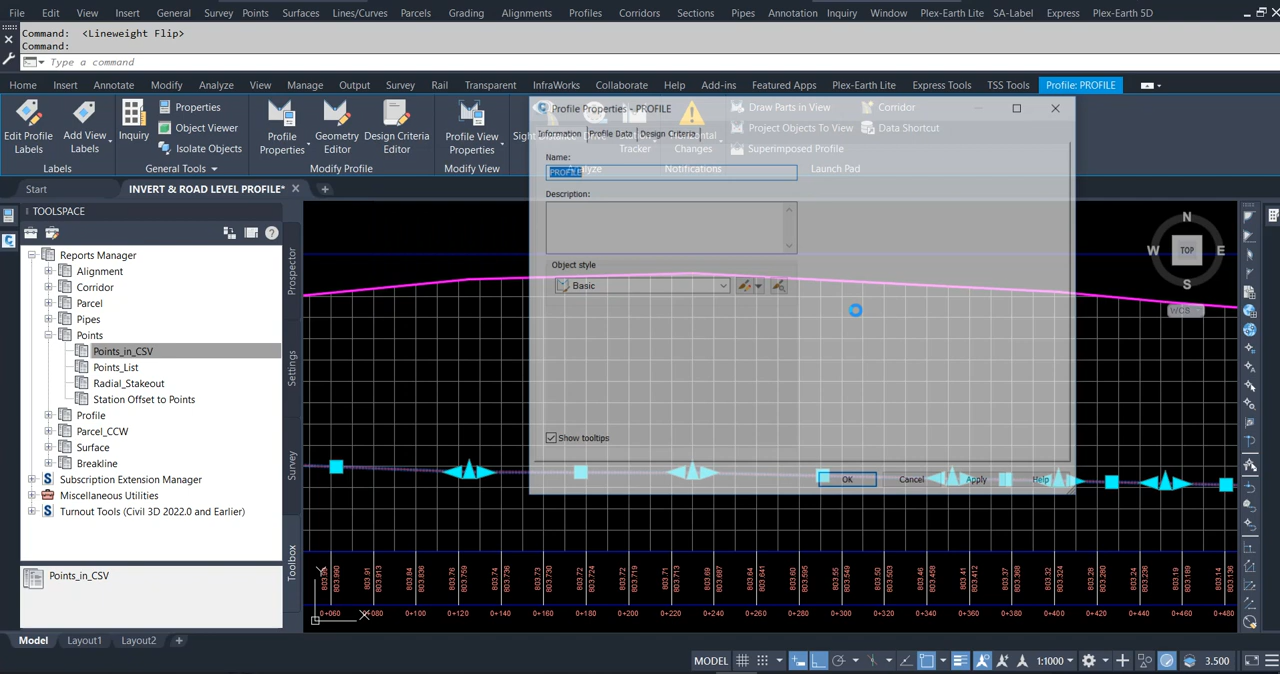 File Edit View Insert General Survey Points Surfaces Lines/Curves Parcels Grading Alignments Profiles Corridors Sections Pipes Annotation Inquiry Window Plex-Earth Lite SA-Label Express Plex-Earth 5D
Command: <Lineweight Flip>
Command:
Type a command
Home Insert Annotate Modify Analyze View Manage Output Survey Rail Transparent InfraWorks Collaborate Help Add-ins Featured Apps Plex-Earth Lite Express Tools TSS Tools Profile: PROFILE
Edit Profile Labels
Add View Labels
Labels
Inquiry
Properties
Object Viewer
Isolate Objects
General Tools
Profile Properties
Geometry Editor
Design Criteria Editor
Modify Profile
Profile View Properties
Modify View
Tracker
Changes
Notifications
Draw Parts in View
Project Objects To View
Superimposed Profile
Corridor
Data Shortcut
Launch Pad
Start INVERT & ROAD LEVEL PROFILE*
TOOLSPACE
Reports Manager
Alignment
Corridor
Parcel
Pipes
Points
Points_in_CSV
Points_List
Radial_Stakeout
Station Offset to Points
Profile
Parcel_CCW
Surface
Breakline
Subscription Extension Manager
Miscellaneous Utilities
Turnout Tools (Civil 3D 2022.0 and Earlier)
Points_in_CSV
Prospector
Settings
Survey
Toolbox
Profile Properties - PROFILE
Information Profile Data Design Criteria
Name:
PROFILE
Description:
Object style
Basic
Show tooltips
OK Cancel Apply Help
N
W TOP E
S
WCS
Y
X
0+060 0+080 0+100 0+120 0+140 0+160 0+180 0+200 0+220 0+240 0+260 0+280 0+300 0+320 0+340 0+360 0+380 0+400 0+420 0+440 0+460 0+480
Model Layout1 Layout2
MODEL 1:1000 3.500